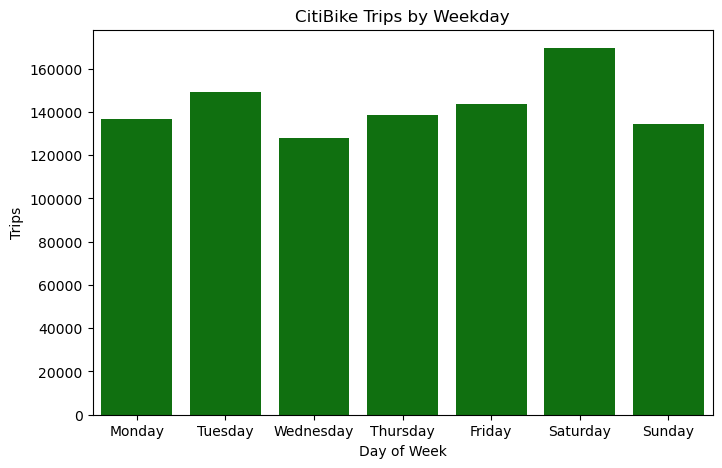 CitiBike Trips by Weekday
160000
140000
120000
100000
80000
60000
40000
20000
0
Trips
Monday Tuesday Wednesday Thursday Friday Saturday Sunday
Day of Week